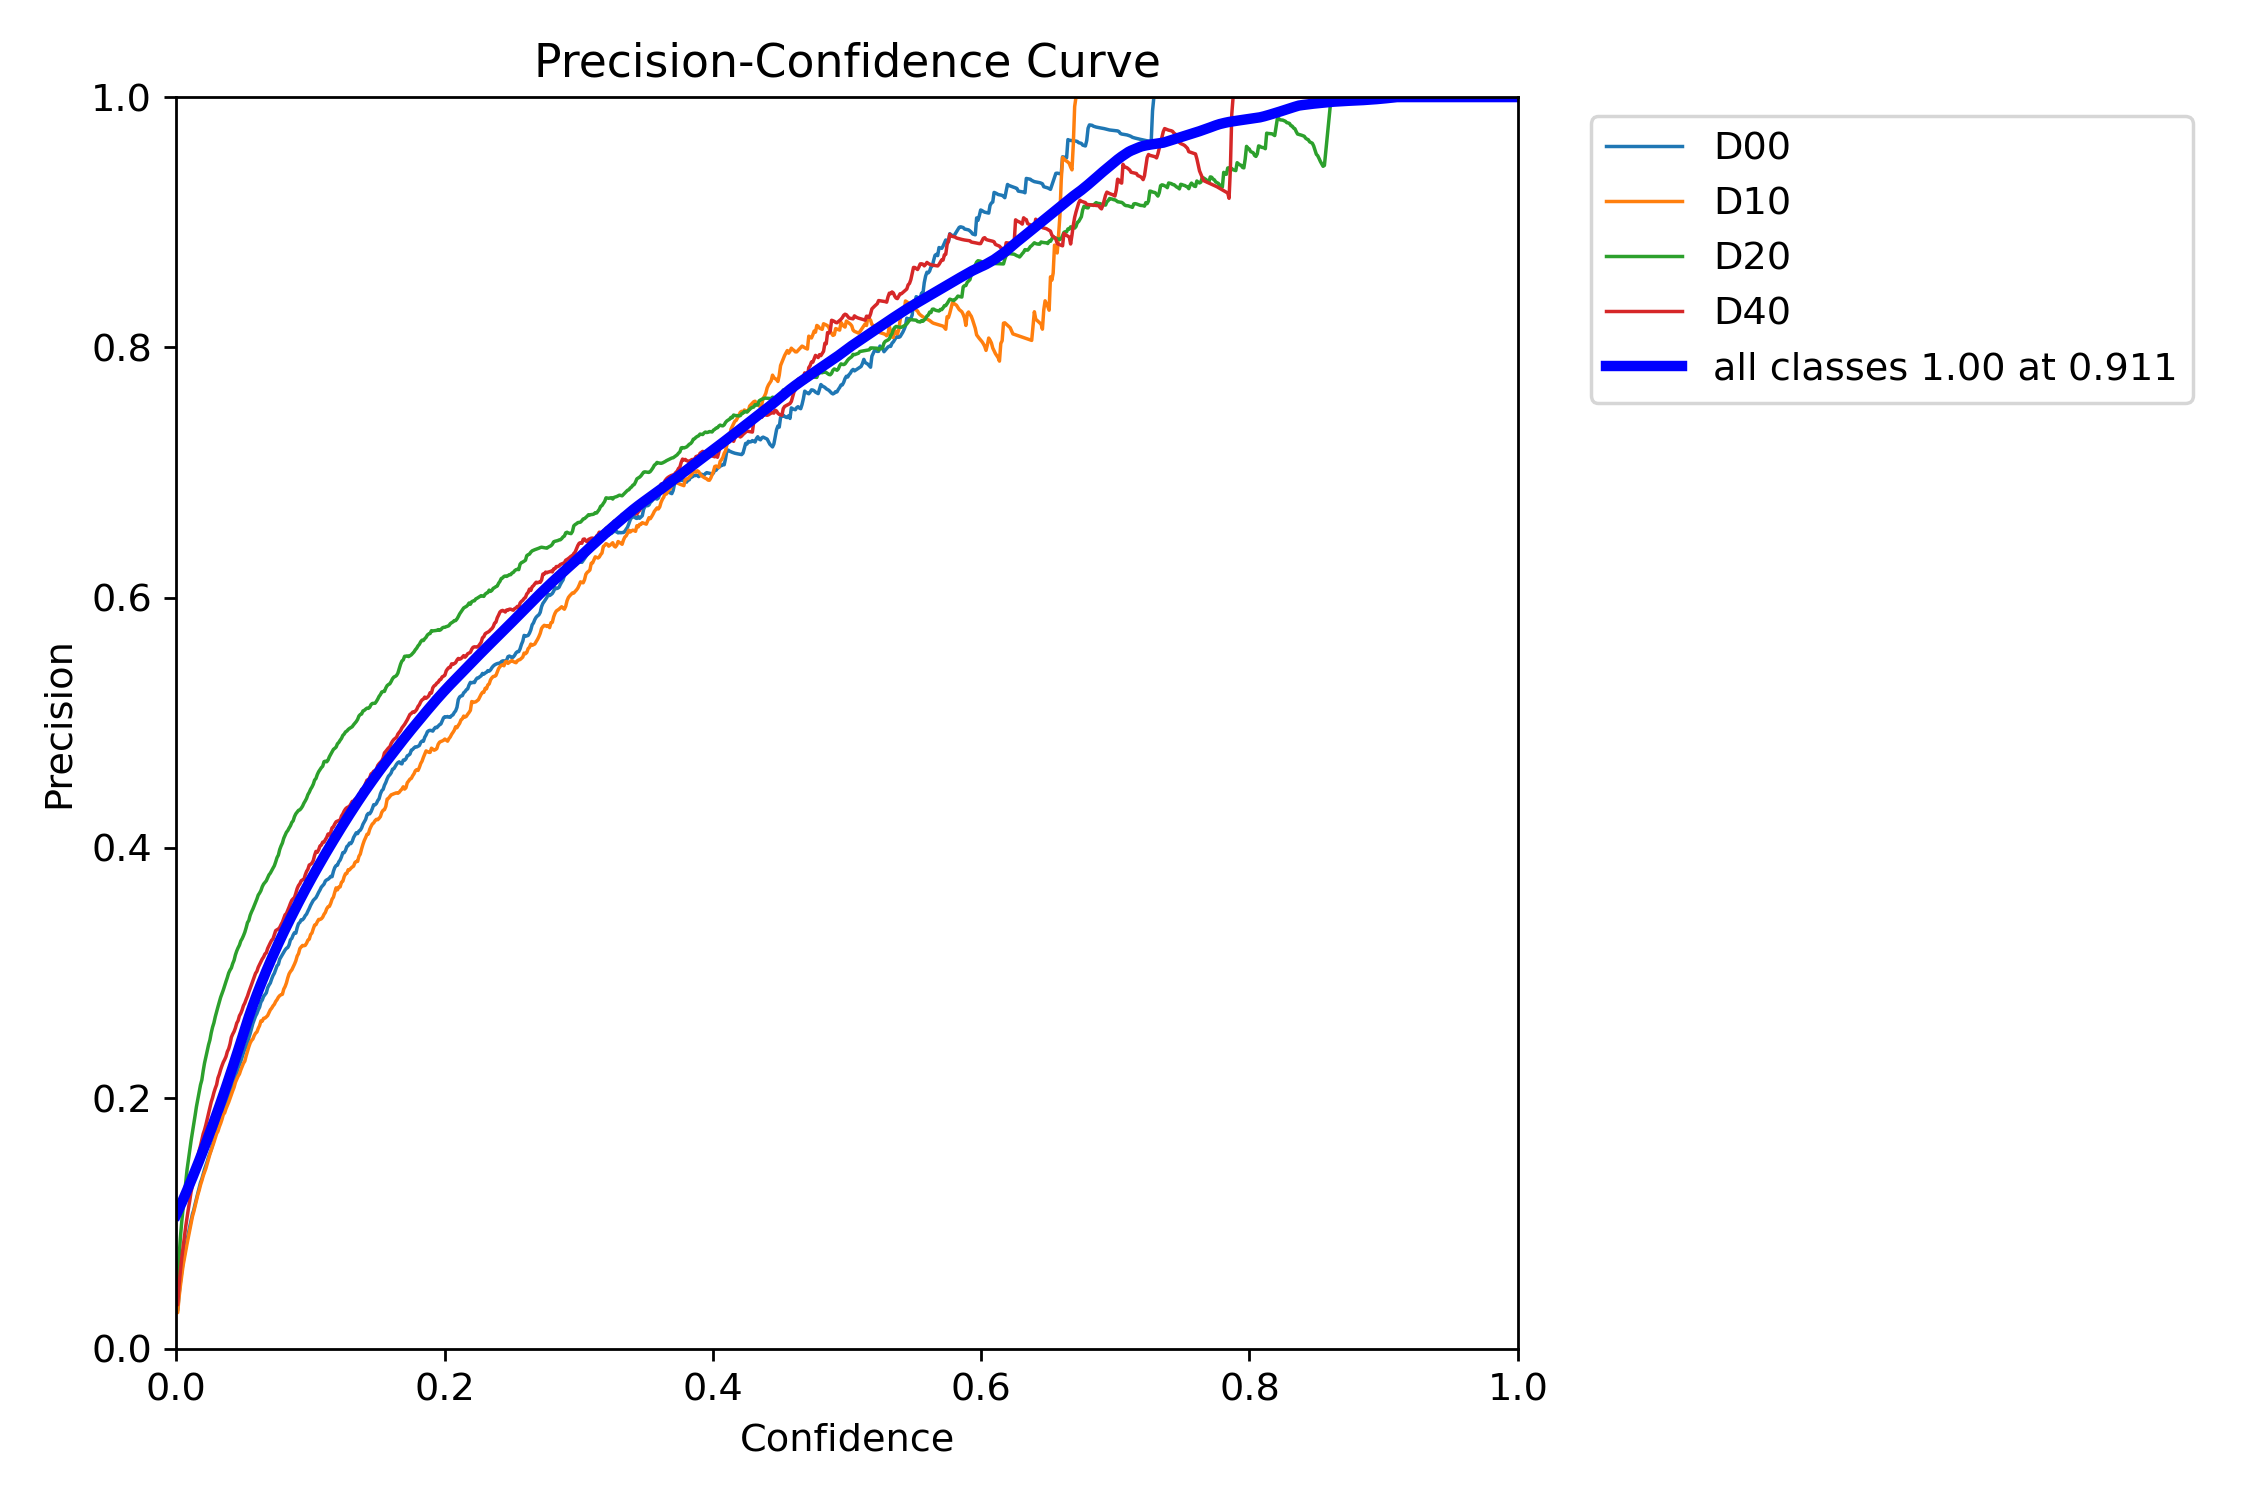 Precision-Confidence Curve
1.0
0.8
0.6
0.4
0.2
0.0
Precision
0.0 0.2 0.4 0.6 0.8 1.0
Confidence
D00
D10
D20
D40
all classes 1.00 at 0.911